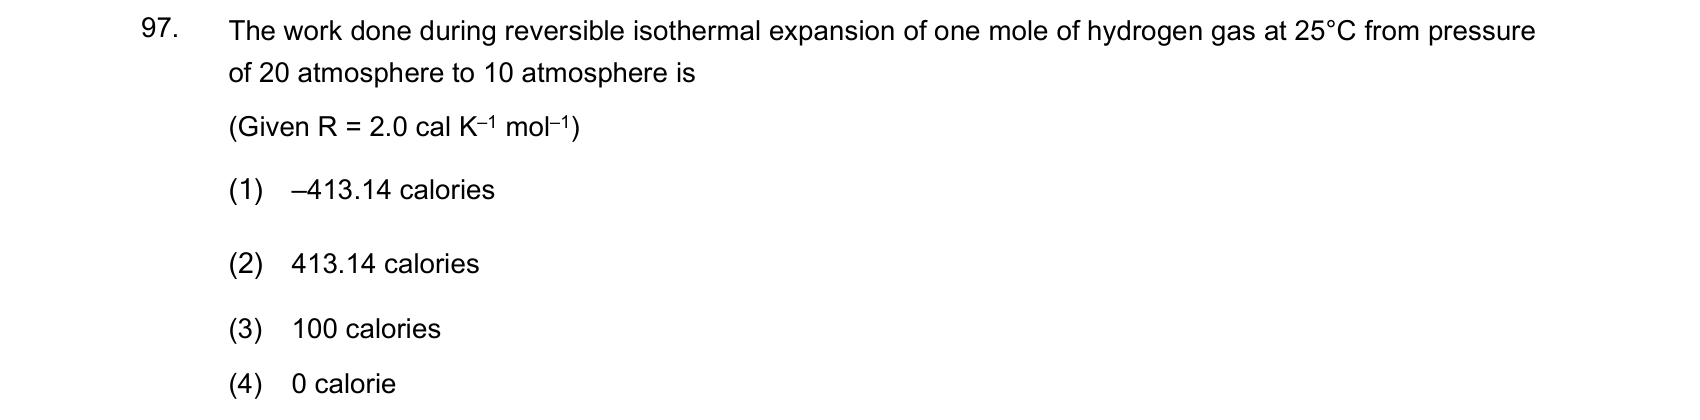 97. The work done during reversible isothermal expansion of one mole of hydrogen gas at 25°C from pressure
of 20 atmosphere to 10 atmosphere is
(Given R = 2.0 cal K⁻¹ mol⁻¹)
(1) –413.14 calories
(2) 413.14 calories
(3) 100 calories
(4) 0 calorie